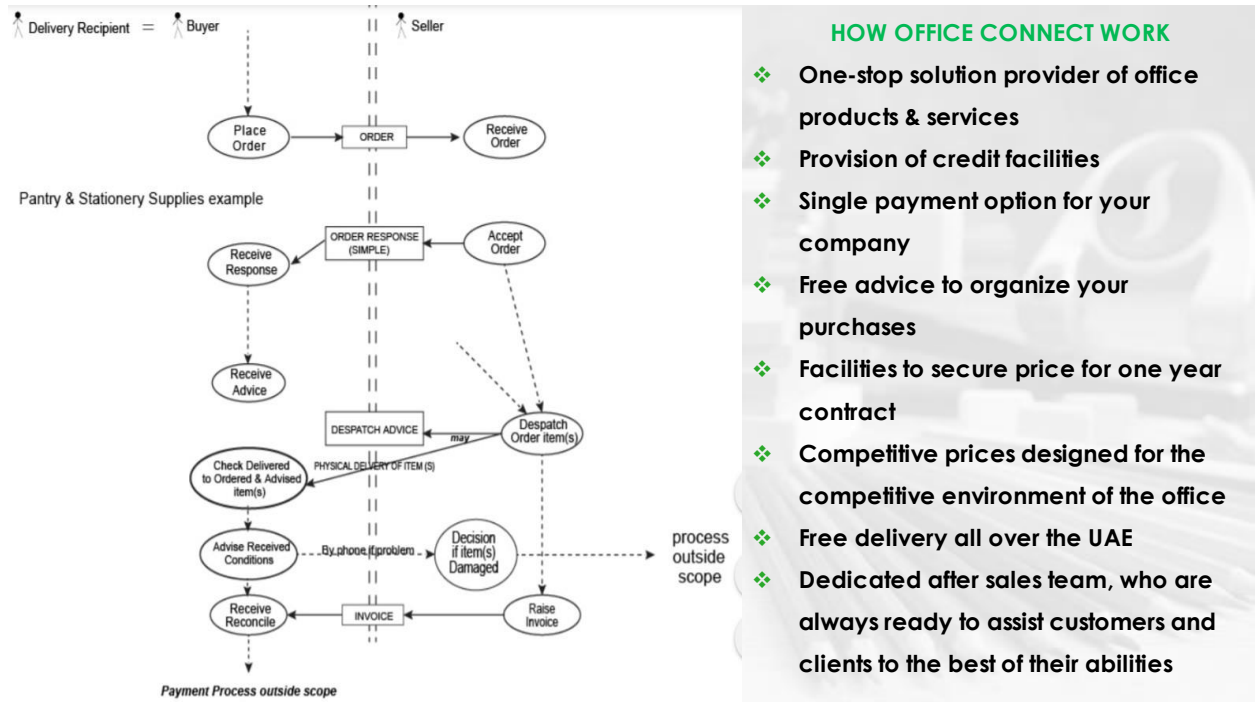 Delivery Recipient = Buyer
Seller
Place
Order
ORDER
Receive
Order
Pantry & Stationery Supplies example
ORDER RESPONSE
(SIMPLE)
Accept
Order
Receive
Response
Receive
Advice
DESPATCH ADVICE
may
Despatch
Order item(s)
Check Delivered
to Ordered & Advised
item(s)
PHYSICAL DELIVERY OF ITEM (S)
Advise Received
Conditions
By phone if problem
Decision
if item(s)
Damaged
process
outside
scope
Receive
Reconcile
INVOICE
Raise
Invoice
Payment Process outside scope
HOW OFFICE CONNECT WORK
❖ One-stop solution provider of office
products & services
❖ Provision of credit facilities
❖ Single payment option for your
company
❖ Free advice to organize your
purchases
❖ Facilities to secure price for one year
contract
❖ Competitive prices designed for the
competitive environment of the office
❖ Free delivery all over the UAE
❖ Dedicated after sales team, who are
always ready to assist customers and
clients to the best of their abilities